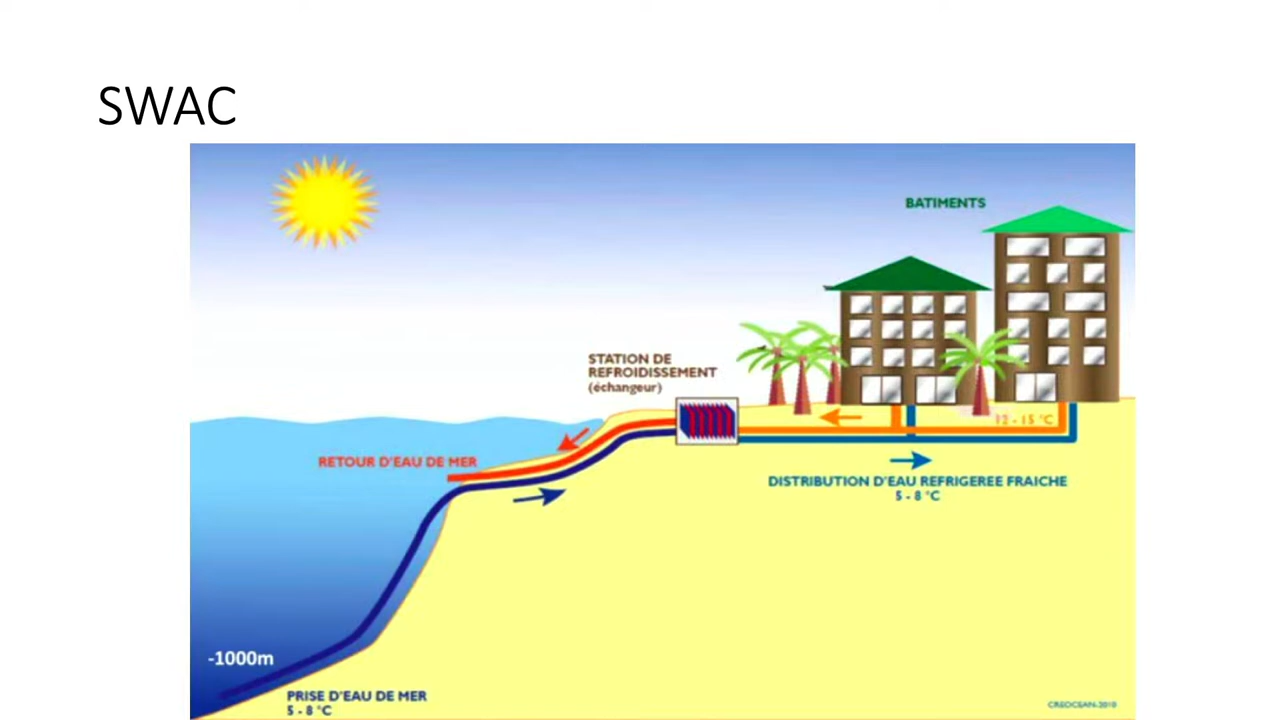 SWAC
BATIMENTS
STATION DE
REFROIDISSEMENT
(échangeur)
12 - 15 °C
RETOUR D'EAU DE MER
DISTRIBUTION D'EAU REFRIGEREE FRAICHE
5 - 8 °C
-1000m
PRISE D'EAU DE MER
5 - 8 °C
CREOCEAN-2010